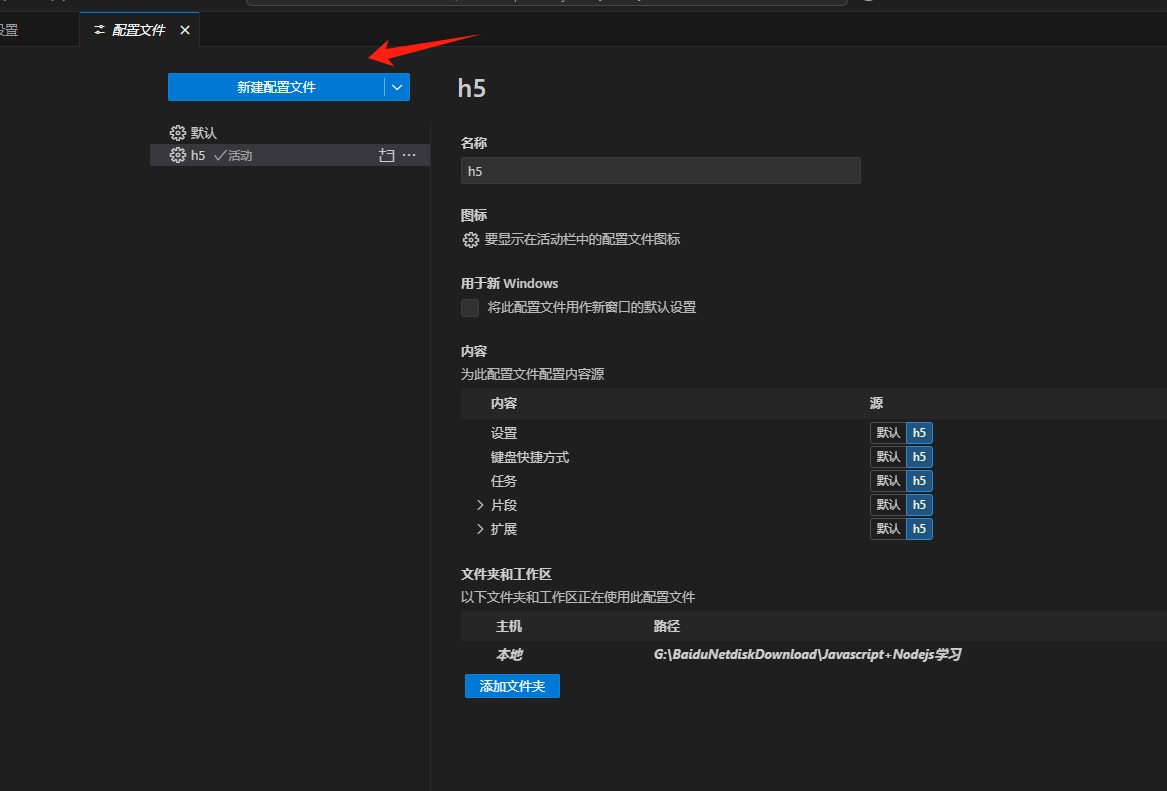 设置
配置文件
新建配置文件
默认
h5 活动
h5
名称
h5
图标
要显示在活动栏中的配置文件图标
用于新 Windows
将此配置文件用作新窗口的默认设置
内容
为此配置文件配置内容源
内容 源
设置 默认 h5
键盘快捷方式 默认 h5
任务 默认 h5
片段 默认 h5
扩展 默认 h5
文件夹和工作区
以下文件夹和工作区正在使用此配置文件
主机 路径
本地 G:\BaiduNetdiskDownload\Javascript+Nodejs学习
添加文件夹